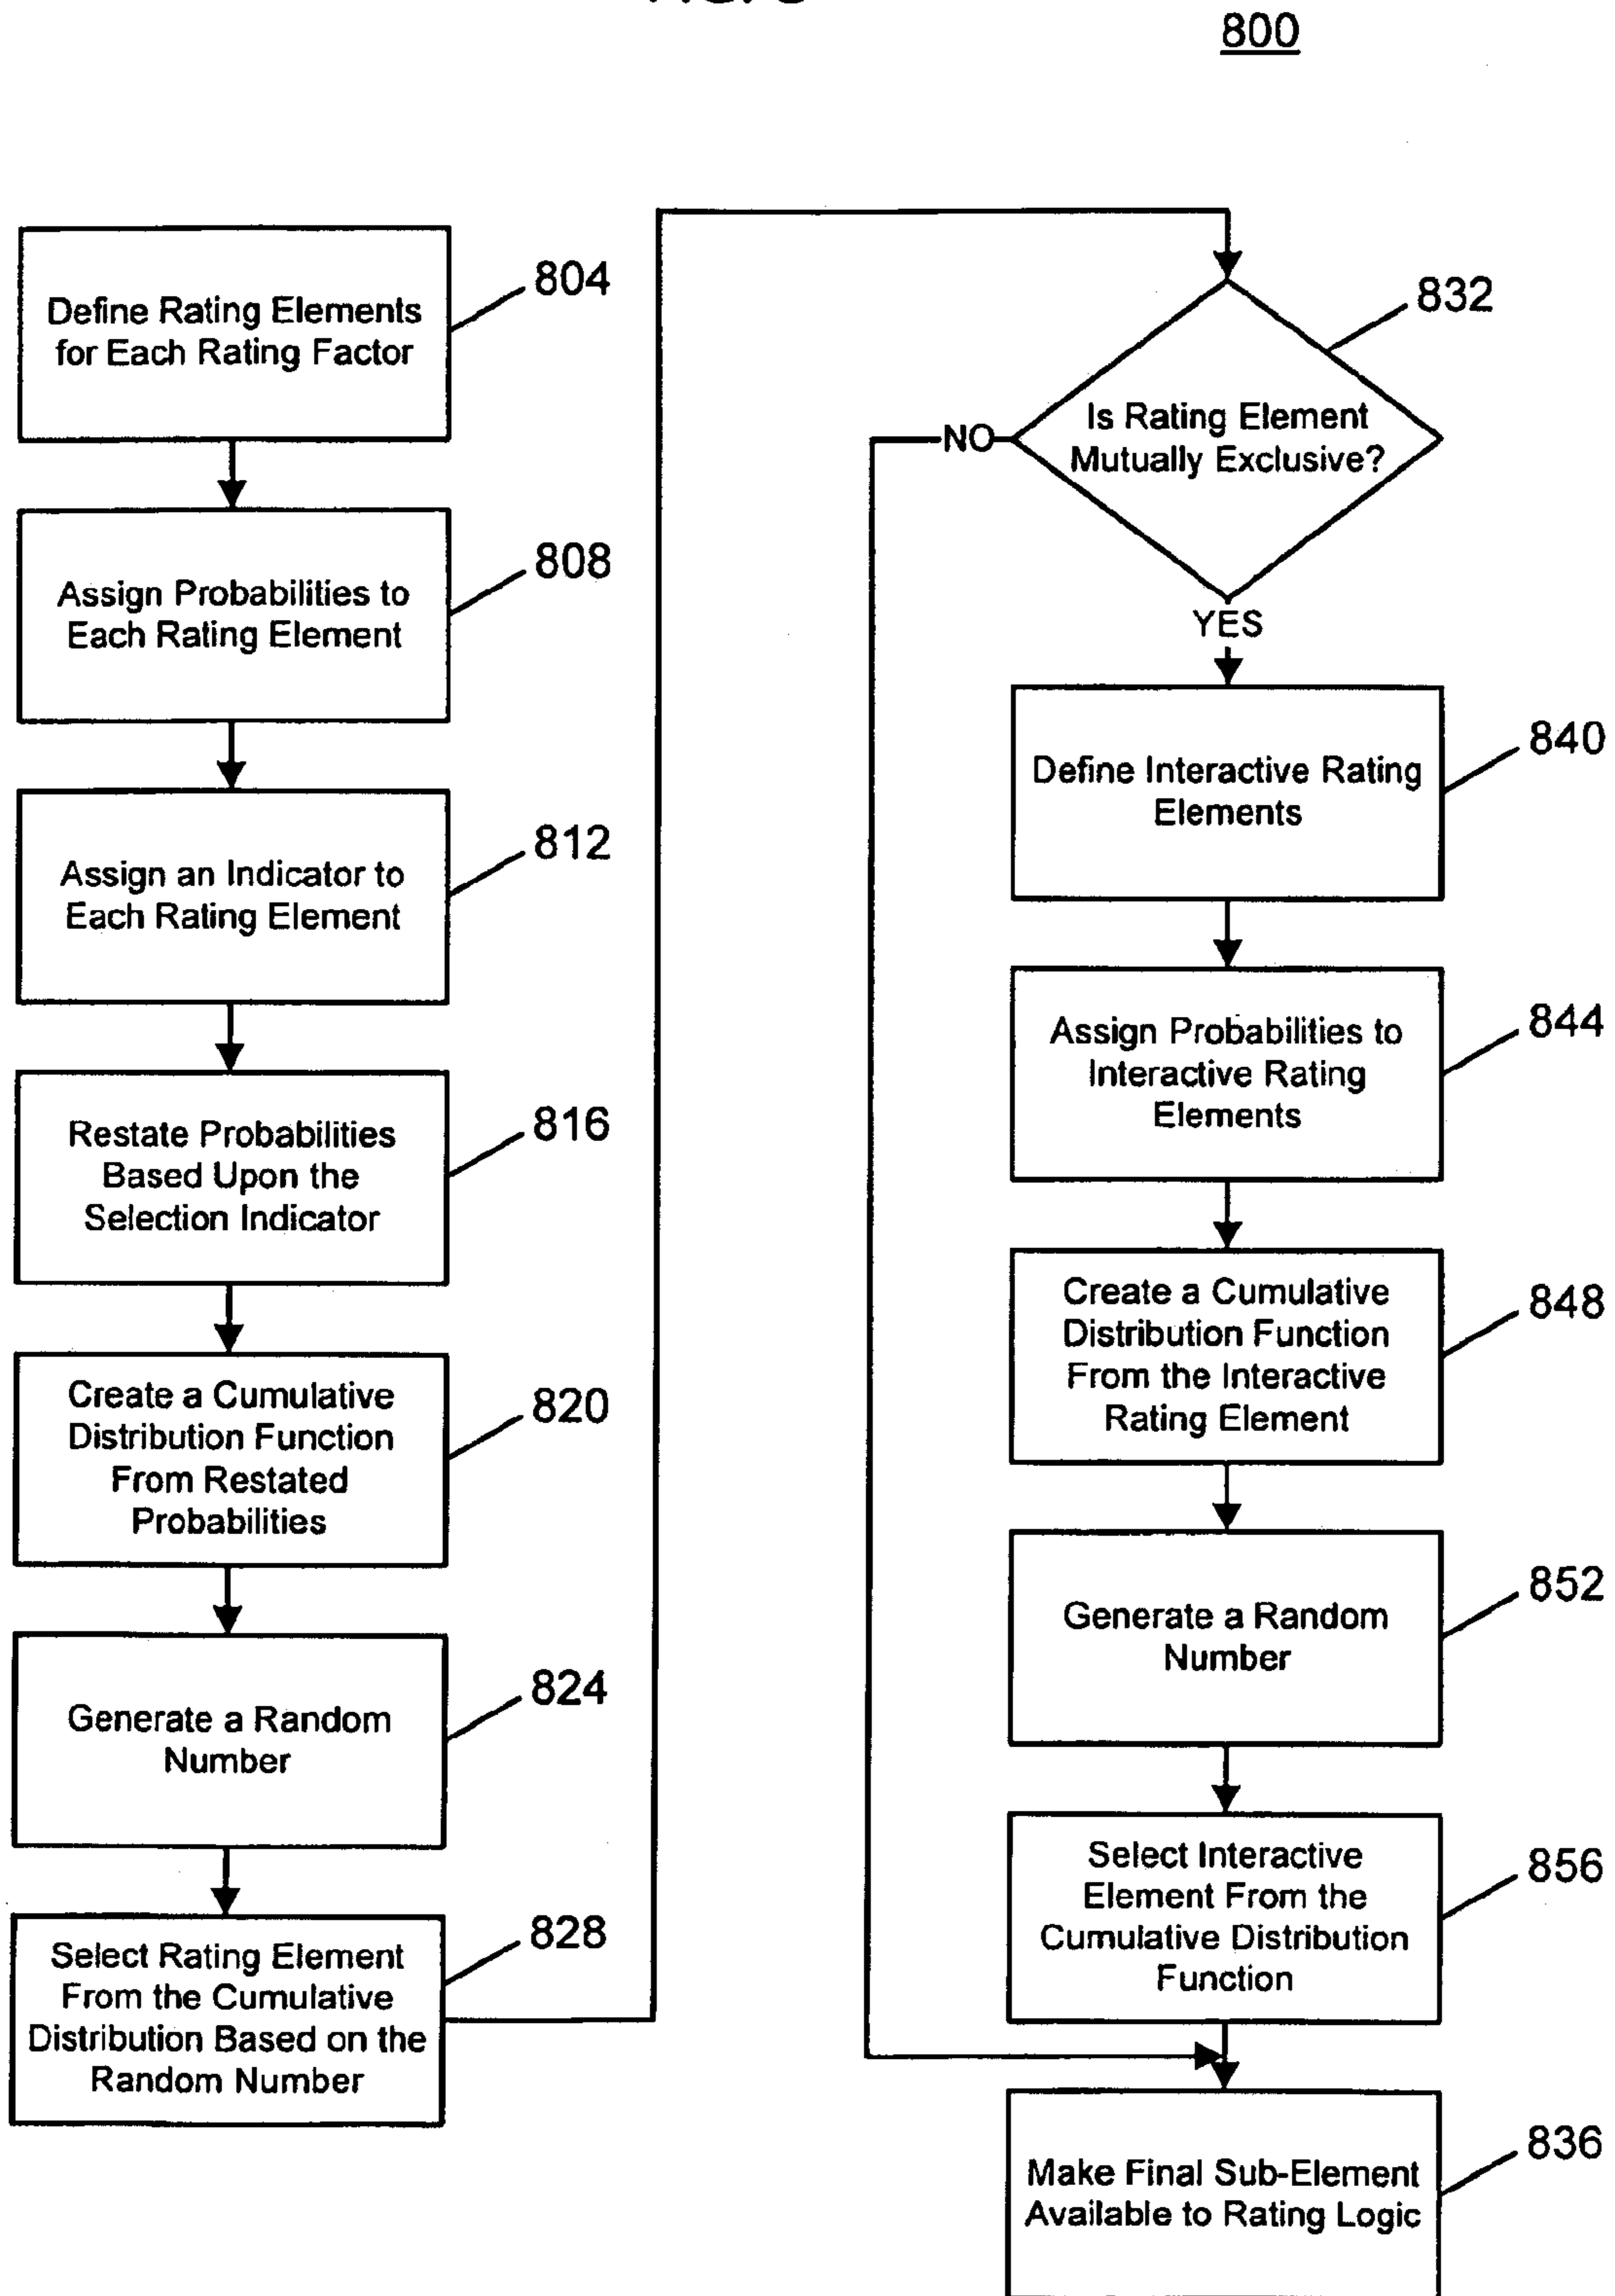 800
Define Rating Elements
for Each Rating Factor
804
Assign Probabilities to
Each Rating Element
808
Assign an Indicator to
Each Rating Element
812
Restate Probabilities
Based Upon the
Selection Indicator
816
Create a Cumulative
Distribution Function
From Restated
Probabilities
820
Generate a Random
Number
824
Select Rating Element
From the Cumulative
Distribution Based on the
Random Number
828
832
Is Rating Element
Mutually Exclusive?
NO
YES
Define Interactive Rating
Elements
840
Assign Probabilities to
Interactive Rating
Elements
844
Create a Cumulative
Distribution Function
From the Interactive
Rating Element
848
Generate a Random
Number
852
Select Interactive
Element From the
Cumulative Distribution
Function
856
Make Final Sub-Element
Available to Rating Logic
836